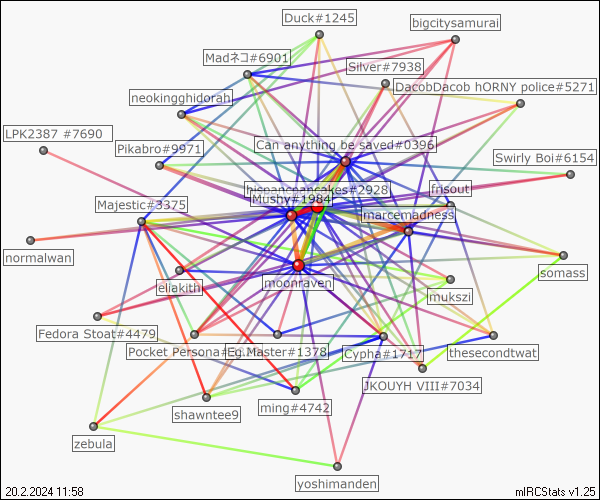 Duck#1245
bigcitysamurai
Madネコ#6901
Silver#7938
DacobDacob hORNY police#5271
neokingghidorah
LPK2387 #7690
Can anything be saved#0396
Pikabro#9971
Swirly Boi#6154
hispanicpancakes#2928
frisout
Mushy#1984
Majestic#3375
marcemadness
normalwan
moonraven
somass
eliakith
mukszi
Fedora Stoat#4479
Pocket Persona
Eg.Master#1378
Cypha#1717
thesecondtwat
JKOUYH VIII#7034
shawntee9
ming#4742
zebula
yoshimanden
20.2.2024 11:58
mIRCStats v1.25